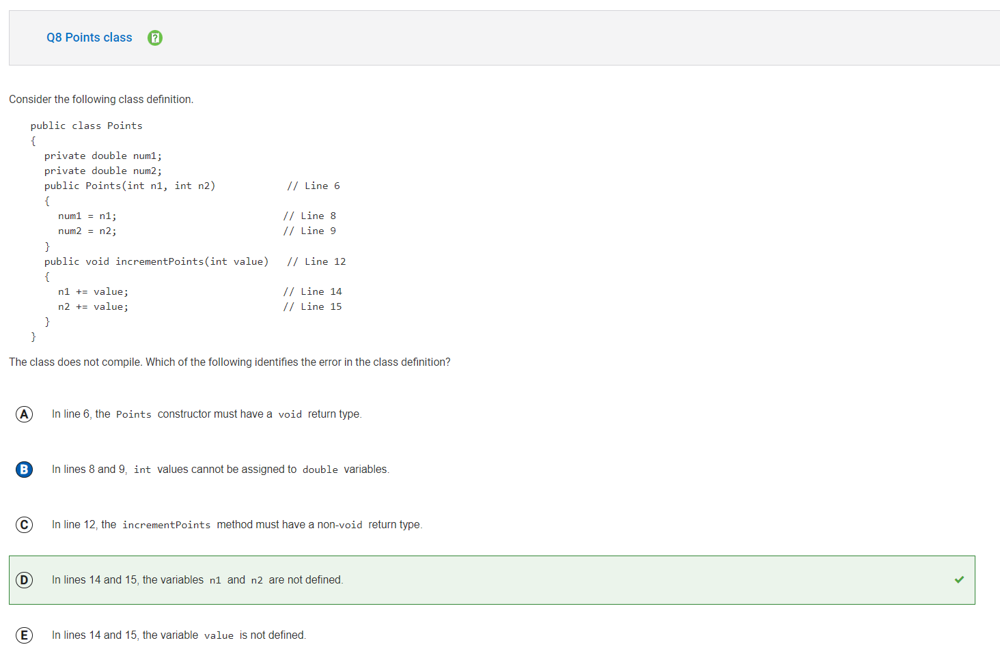 Q8 Points class
Consider the following class definition.
public class Points
{
private double num1;
private double num2;
public Points(int n1, int n2) // Line 6
{
num1 = n1; // Line 8
num2 = n2; // Line 9
}
public void incrementPoints(int value) // Line 12
{
n1 += value; // Line 14
n2 += value; // Line 15
}
}
The class does not compile. Which of the following identifies the error in the class definition?
A In line 6, the Points constructor must have a void return type.
B In lines 8 and 9, int values cannot be assigned to double variables.
C In line 12, the incrementPoints method must have a non-void return type.
D In lines 14 and 15, the variables n1 and n2 are not defined.
E In lines 14 and 15, the variable value is not defined.